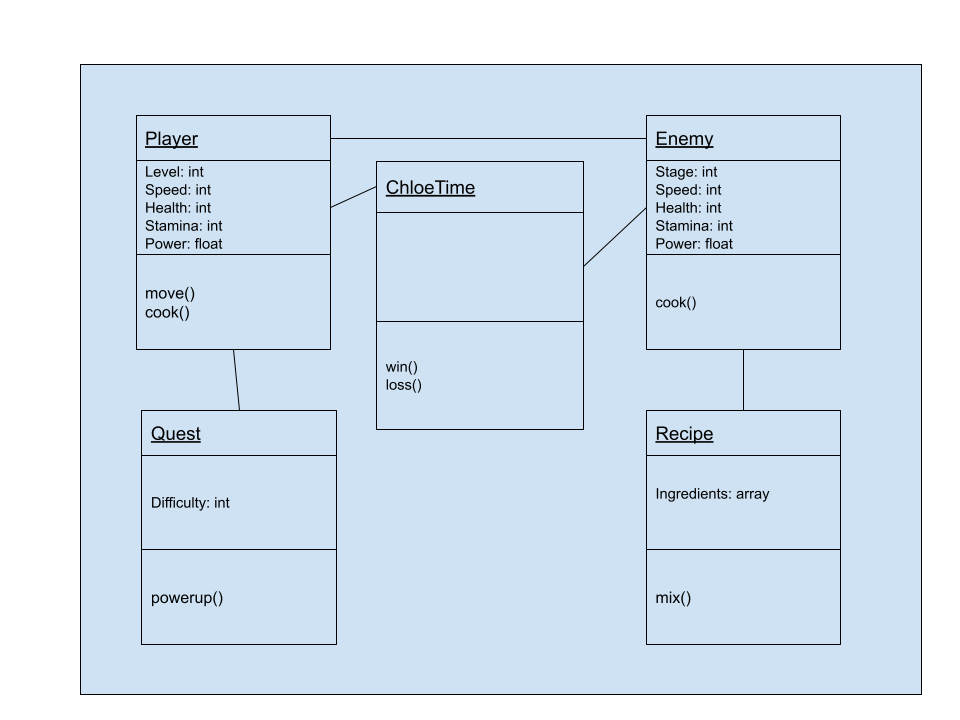 Player
Level: int
Speed: int
Health: int
Stamina: int
Power: float
move()
cook()
ChloeTime
win()
loss()
Enemy
Stage: int
Speed: int
Health: int
Stamina: int
Power: float
cook()
Quest
Difficulty: int
powerup()
Recipe
Ingredients: array
mix()